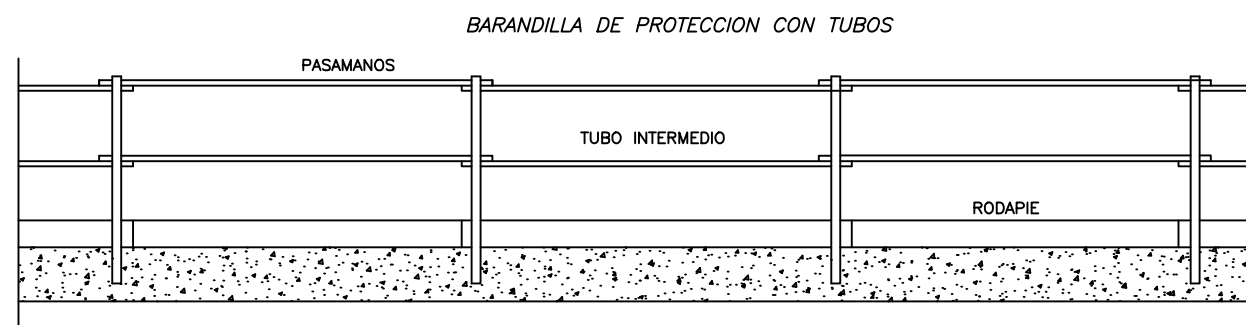 BARANDILLA DE PROTECCION CON TUBOS
PASAMANOS
TUBO INTERMEDIO
RODAPIE